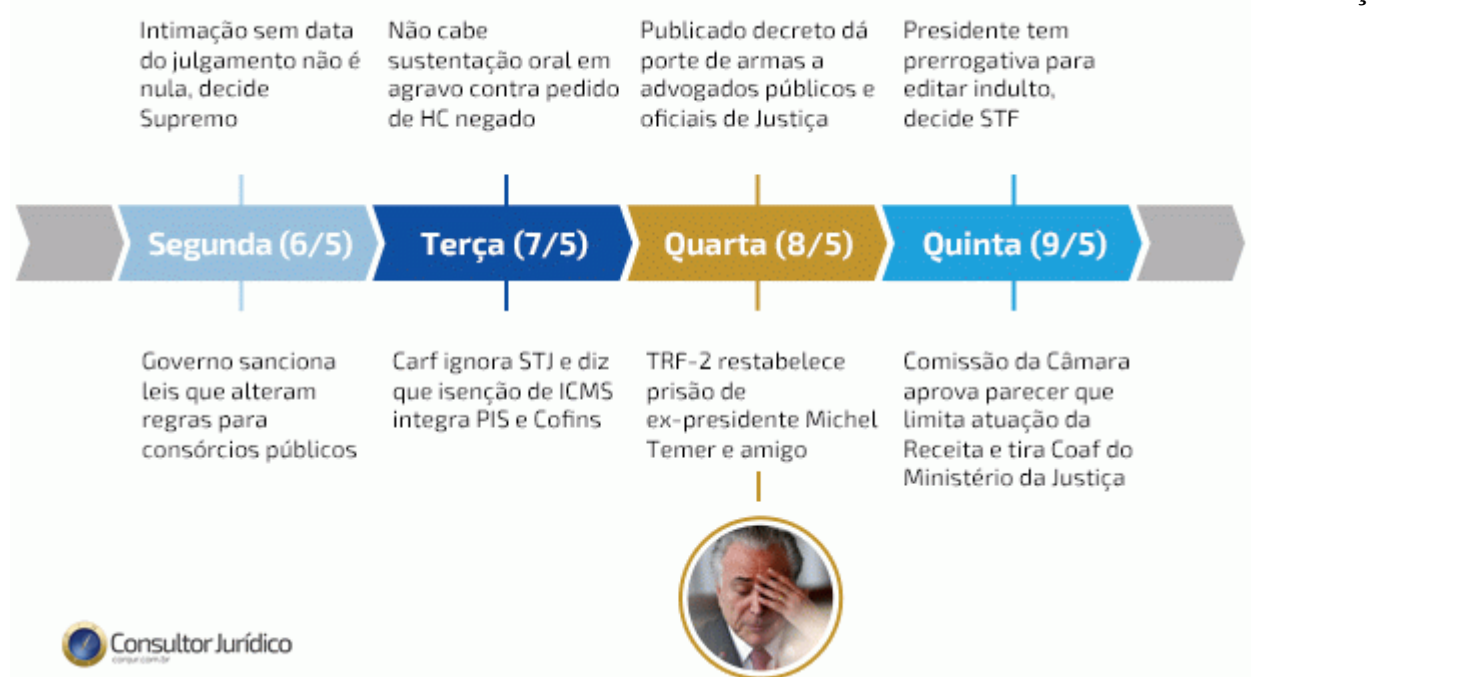 Intimação sem data
do julgamento não é
nula, decide
Supremo
Não cabe
sustentação oral em
agravo contra pedido
de HC negado
Publicado decreto dá
porte de armas a
advogados públicos e
oficiais de Justiça
Presidente tem
prerrogativa para
editar indulto,
decide STF
Segunda (6/5)
Terça (7/5)
Quarta (8/5)
Quinta (9/5)
Governo sanciona
leis que alteram
regras para
consórcios públicos
Carf ignora STJ e diz
que isenção de ICMS
integra PIS e Cofins
TRF-2 restabelece
prisão de
ex-presidente Michel
Temer e amigo
Comissão da Câmara
aprova parecer que
limita atuação da
Receita e tira Coaf do
Ministério da Justiça
Consultor Jurídico
conjur.com.br